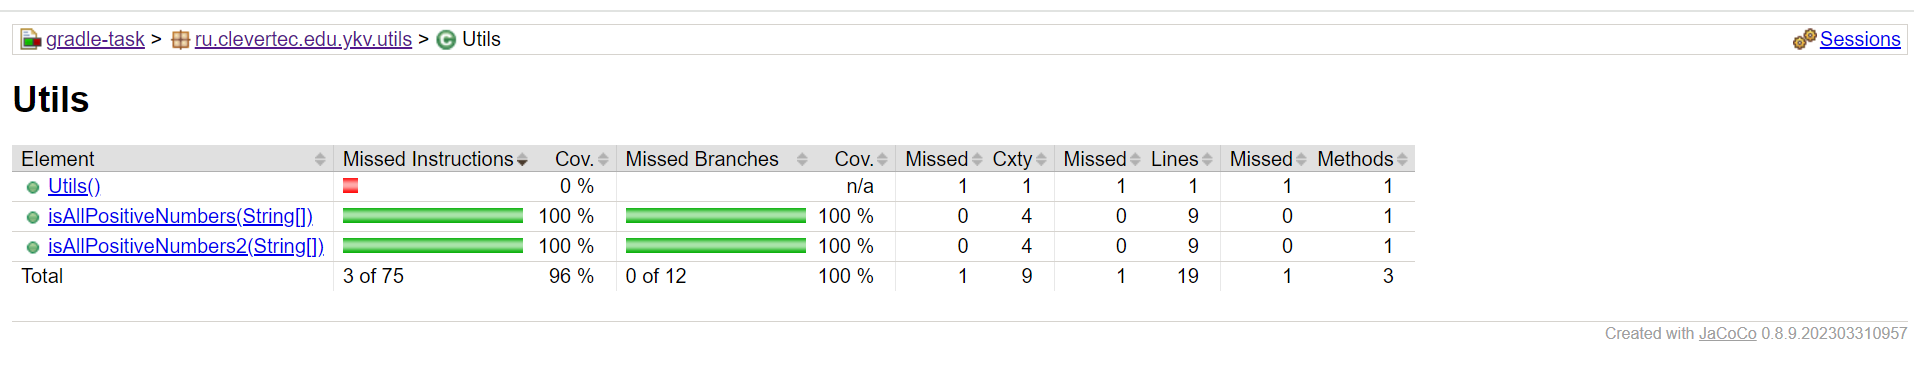 gradle-task > ru.clevertec.edu.ykv.utils > Utils Sessions
Utils
Element Missed Instructions Cov. Missed Branches Cov. Missed Cxty Missed Lines Missed Methods
Utils() 0 % n/a 1 1 1 1 1 1
isAllPositiveNumbers(String[]) 100 % 100 % 0 4 0 9 0 1
isAllPositiveNumbers2(String[]) 100 % 100 % 0 4 0 9 0 1
Total 3 of 75 96 % 0 of 12 100 % 1 9 1 19 1 3
Created with JaCoCo 0.8.9.202303310957